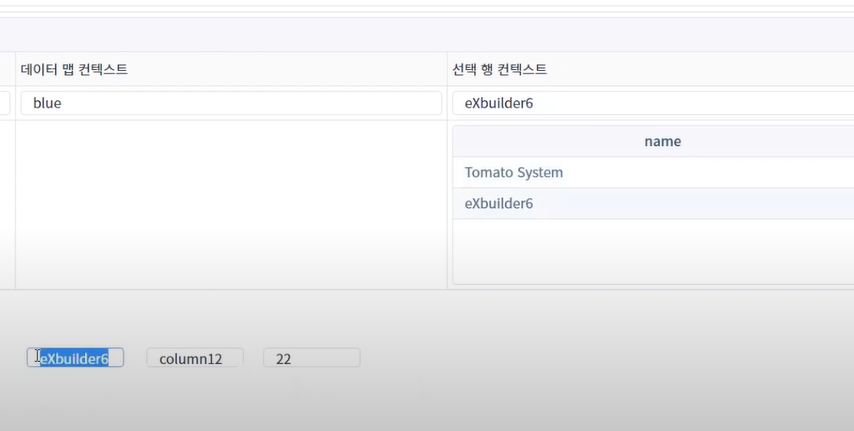 데이터 맵 컨텍스트
선택 행 컨텍스트
blue
eXbuilder6
name
Tomato System
eXbuilder6
eXbuilder6
column12
22